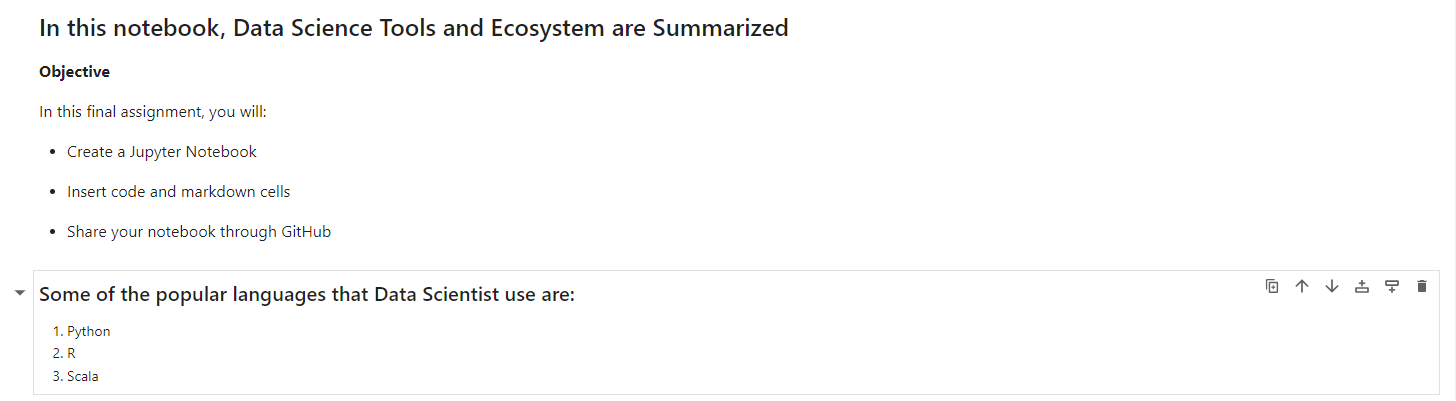 In this notebook, Data Science Tools and Ecosystem are Summarized
Objective
In this final assignment, you will:
• Create a Jupyter Notebook
• Insert code and markdown cells
• Share your notebook through GitHub
Some of the popular languages that Data Scientist use are:
1. Python
2. R
3. Scala